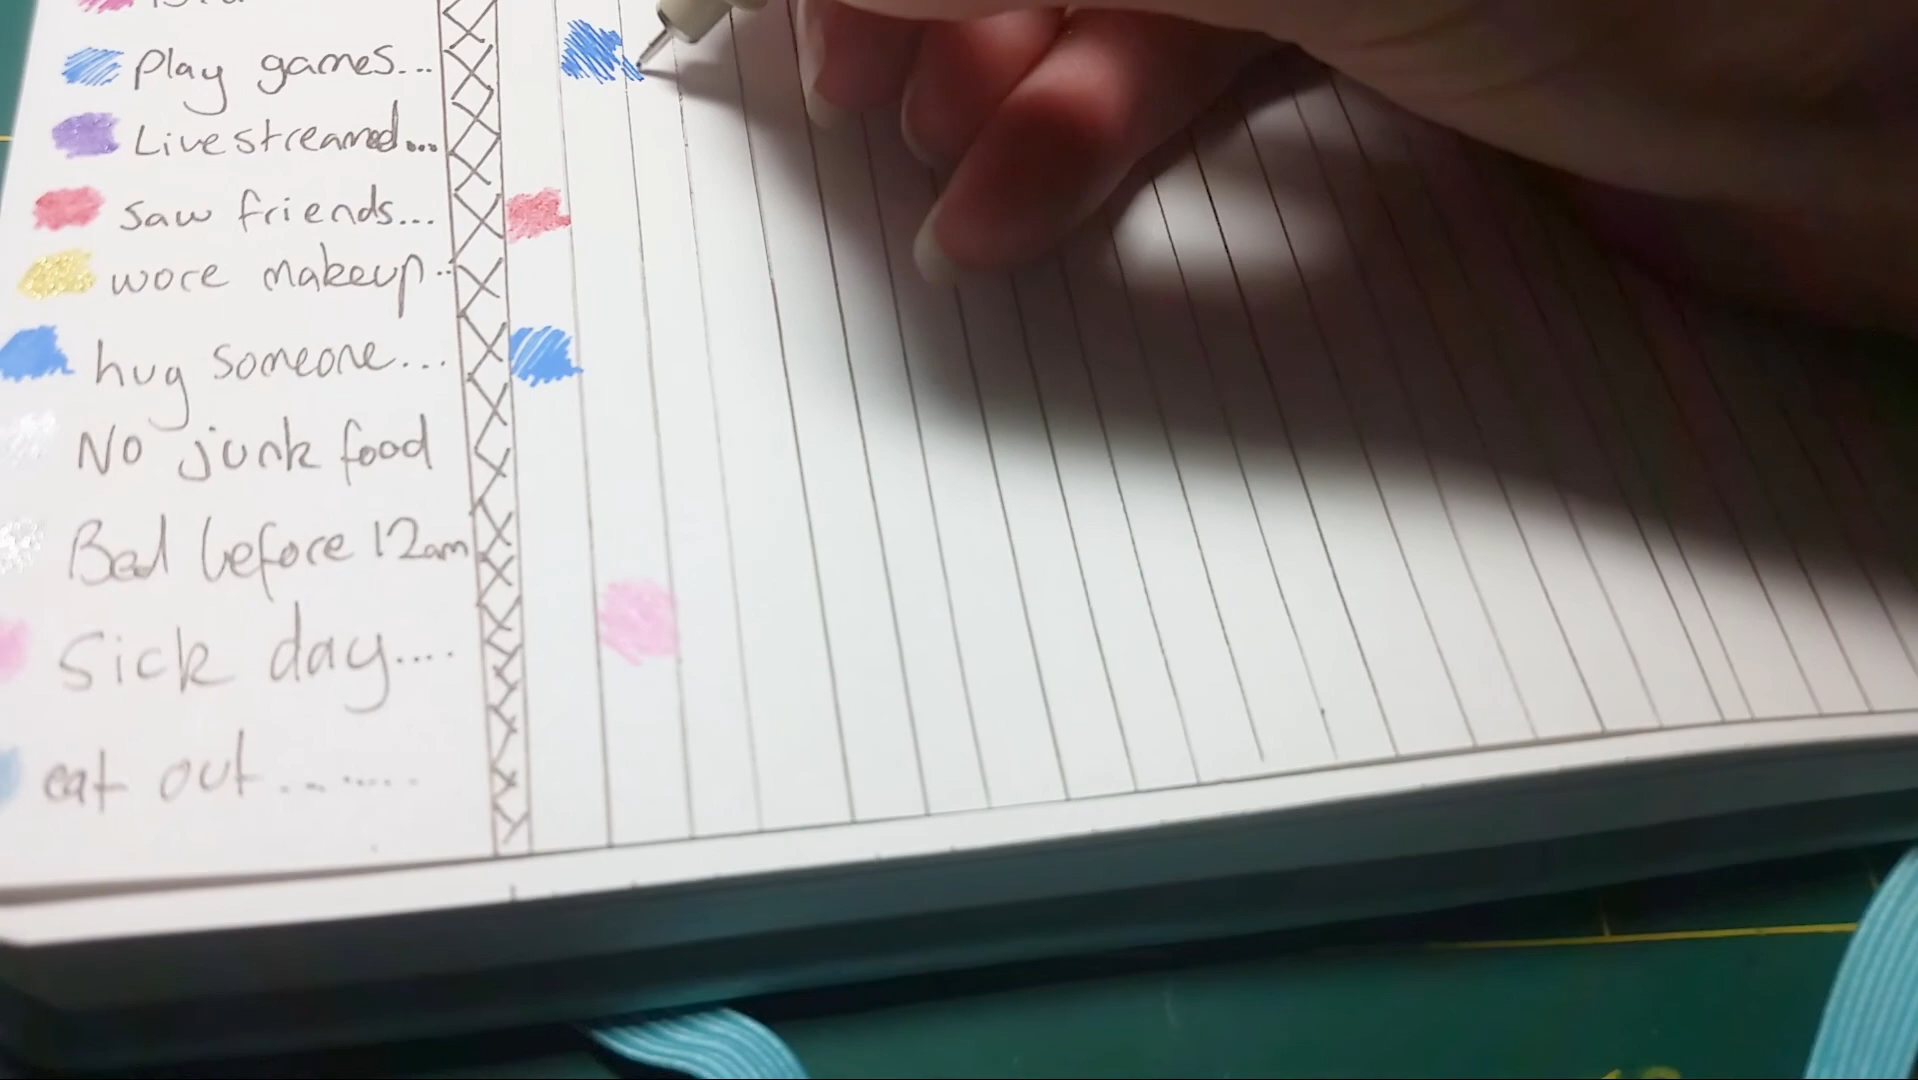 Play games...
Livestreamed...
Saw friends...
wore makeup..
hug someone...
No junk food
Bed before 12am
Sick day....
eat out.......